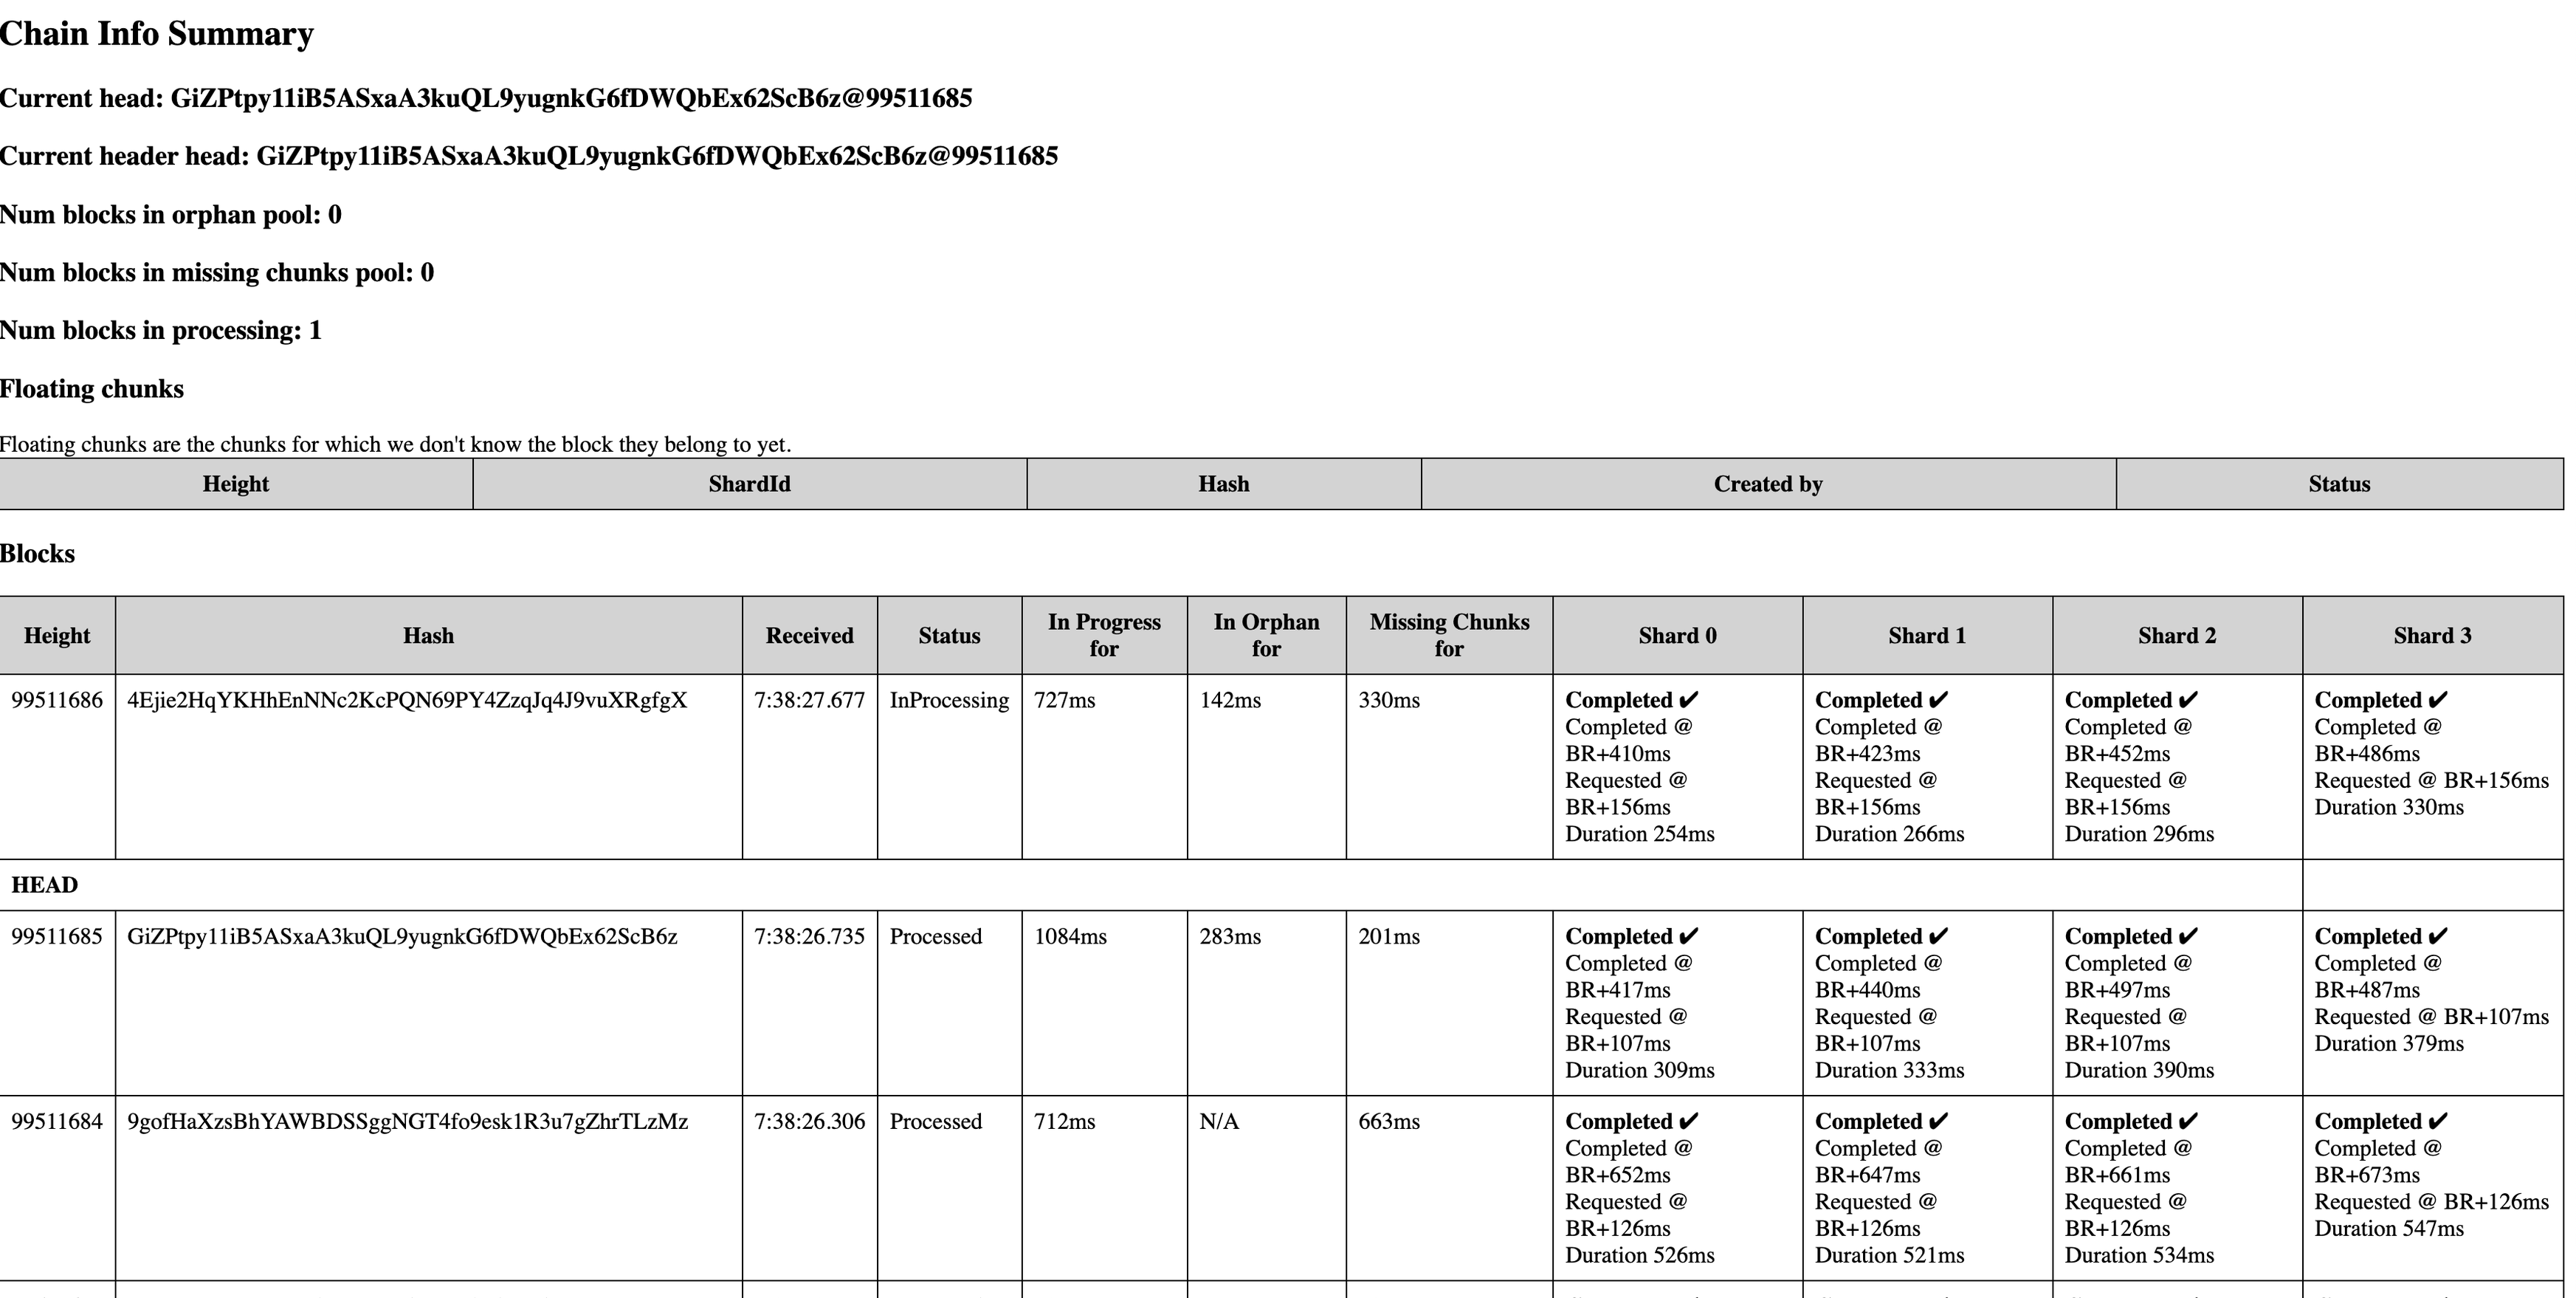 Chain Info Summary
Current head: GiZPtpy11iB5ASxaA3kuQL9yugnkG6fDWQbEx62ScB6z@99511685
Current header head: GiZPtpy11iB5ASxaA3kuQL9yugnkG6fDWQbEx62ScB6z@99511685
Num blocks in orphan pool: 0
Num blocks in missing chunks pool: 0
Num blocks in processing: 1
Floating chunks
Floating chunks are the chunks for which we don't know the block they belong to yet.
Height ShardId Hash Created by Status
Blocks
Height Hash Received Status In Progress for In Orphan for Missing Chunks for Shard 0 Shard 1 Shard 2 Shard 3
99511686 4Ejie2HqYKHhEnNNc2KcPQN69PY4ZzqJq4J9vuXRgfgX 7:38:27.677 InProcessing 727ms 142ms 330ms Completed ✔ Completed ✔ Completed ✔ Completed ✔
Completed @ Completed @ Completed @ Completed @
BR+410ms BR+423ms BR+452ms BR+486ms
Requested @ Requested @ Requested @ Requested @ BR+156ms
BR+156ms BR+156ms BR+156ms Duration 330ms
Duration 254ms Duration 266ms Duration 296ms
HEAD
99511685 GiZPtpy11iB5ASxaA3kuQL9yugnkG6fDWQbEx62ScB6z 7:38:26.735 Processed 1084ms 283ms 201ms Completed ✔ Completed ✔ Completed ✔ Completed ✔
Completed @ Completed @ Completed @ Completed @
BR+417ms BR+440ms BR+497ms BR+487ms
Requested @ Requested @ Requested @ Requested @ BR+107ms
BR+107ms BR+107ms BR+107ms Duration 379ms
Duration 309ms Duration 333ms Duration 390ms
99511684 9gofHaXzsBhYAWBDSSggNGT4fo9esk1R3u7gZhrTLzMz 7:38:26.306 Processed 712ms N/A 663ms Completed ✔ Completed ✔ Completed ✔ Completed ✔
Completed @ Completed @ Completed @ Completed @
BR+652ms BR+647ms BR+661ms BR+673ms
Requested @ Requested @ Requested @ Requested @ BR+126ms
BR+126ms BR+126ms BR+126ms Duration 547ms
Duration 526ms Duration 521ms Duration 534ms